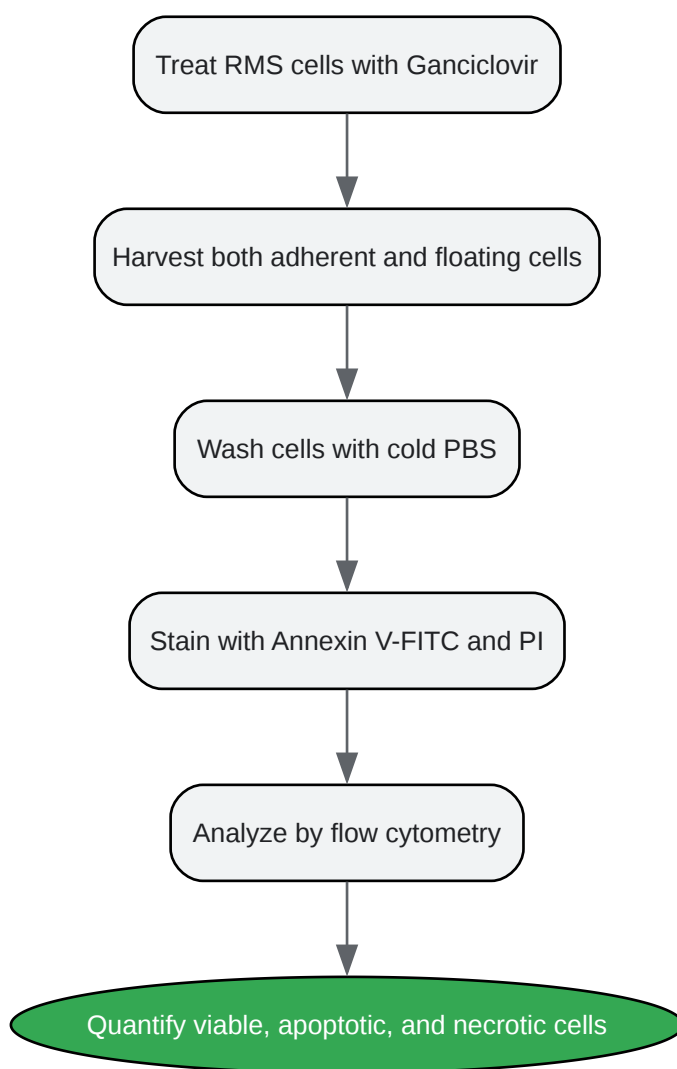 Treat RMS cells with Ganciclovir
Harvest both adherent and floating cells
Wash cells with cold PBS
Stain with Annexin V-FITC and PI
Analyze by flow cytometry
Quantify viable, apoptotic, and necrotic cells